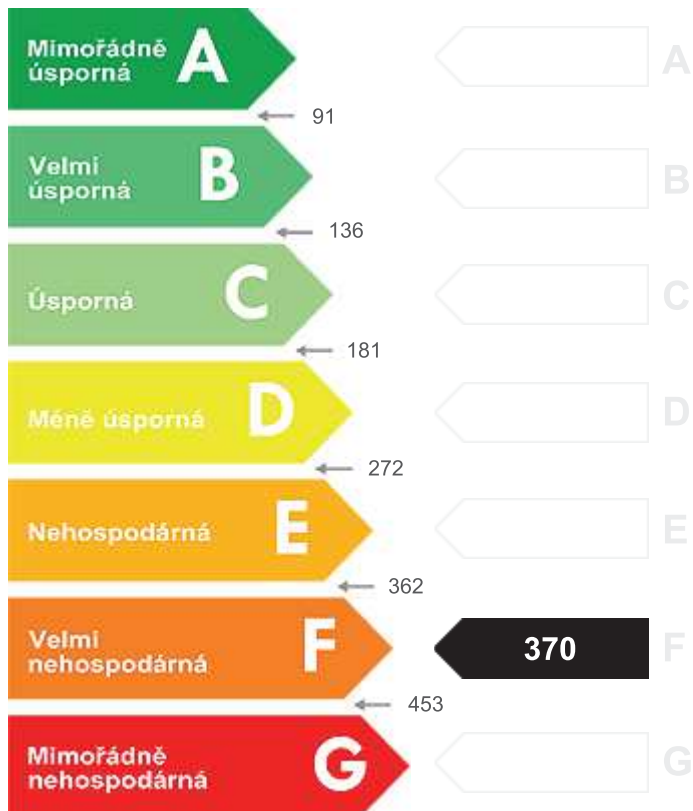 Mimořádně
úsporná
A
A
91
Velmi
úsporná
B
B
136
Úsporná
C
C
181
Méně úsporná
D
D
272
Nehospodárná
E
E
362
Velmi
nehospodárná
F
370
F
453
Mimořádně
nehospodárná
G
G